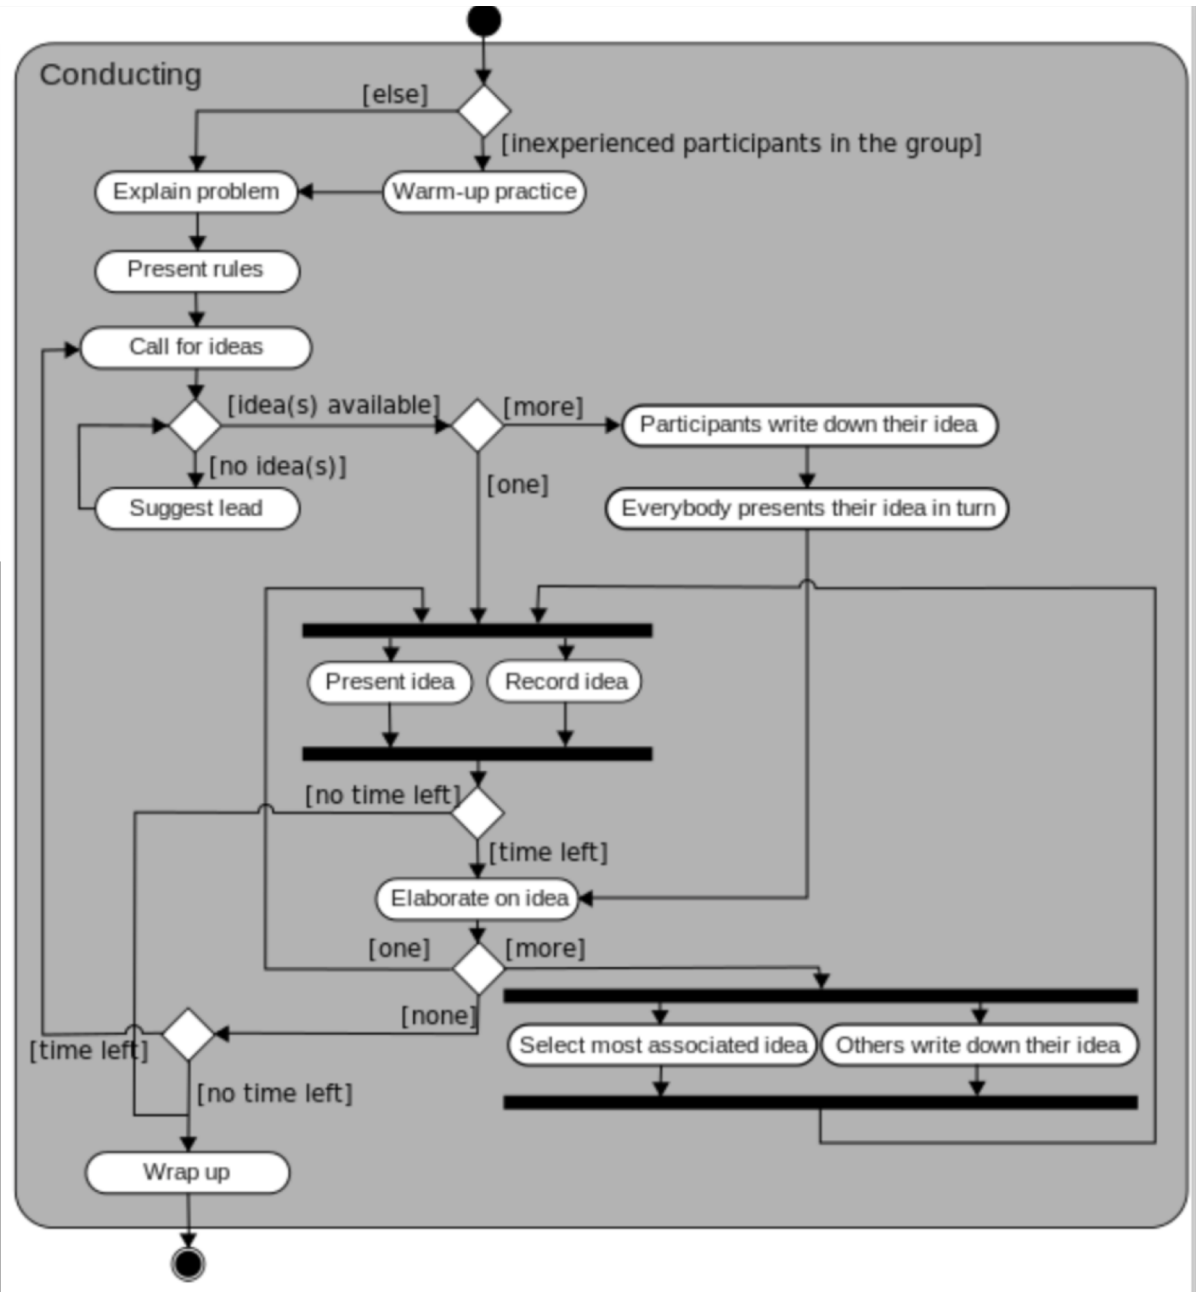 Conducting
[else]
[inexperienced participants in the group]
Explain problem
Warm-up practice
Present rules
Call for ideas
[idea(s) available]
[more]
Participants write down their idea
[no idea(s)]
[one]
Suggest lead
Everybody presents their idea in turn
Present idea
Record idea
[no time left]
[time left]
Elaborate on idea
[one]
[more]
[none]
[time left]
Select most associated idea
Others write down their idea
[no time left]
Wrap up